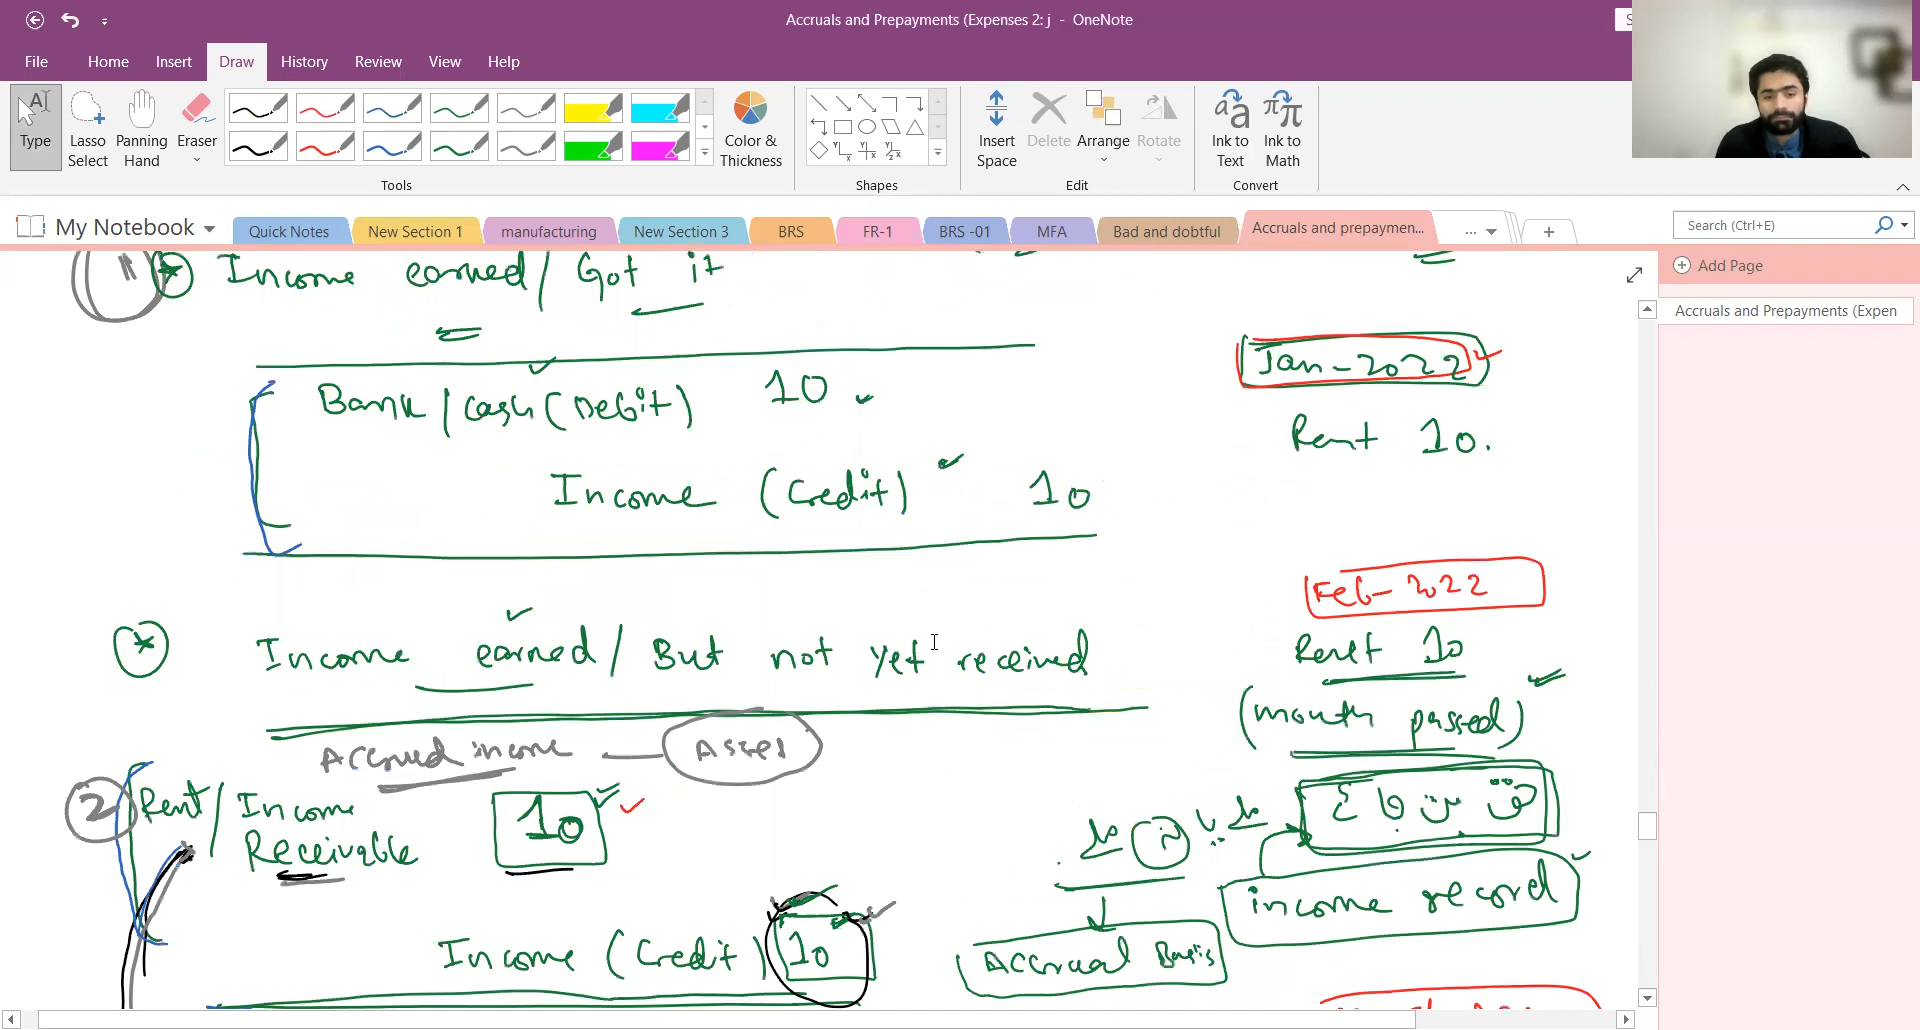 Accruals and Prepayments (Expenses 2: j - OneNote
File Home Insert Draw History Review View Help
Type
Lasso Select
Panning Hand
Eraser
Color & Thickness
Insert Space
Delete
Arrange
Rotate
Ink to Text
Ink to Math
Tools Shapes Edit Convert
My Notebook
Quick Notes New Section 1 manufacturing New Section 3 BRS FR-1 BRS -01 MFA Bad and doubtful Accruals and prepaymen... ...
Search (Ctrl+E)
Add Page
Accruals and Prepayments (Expen
Income earned/ Got it
Jan-2022
Bank/cash (Debit) 10
Rent 10.
Income (Credit) 10
Feb-2022
Income earned/ But not yet received
Rent 10
(month passed)
Accrued income — Asset
2 Rent/ Income Receivable 10
income record
Income (Credit) 10
Accrual Basis